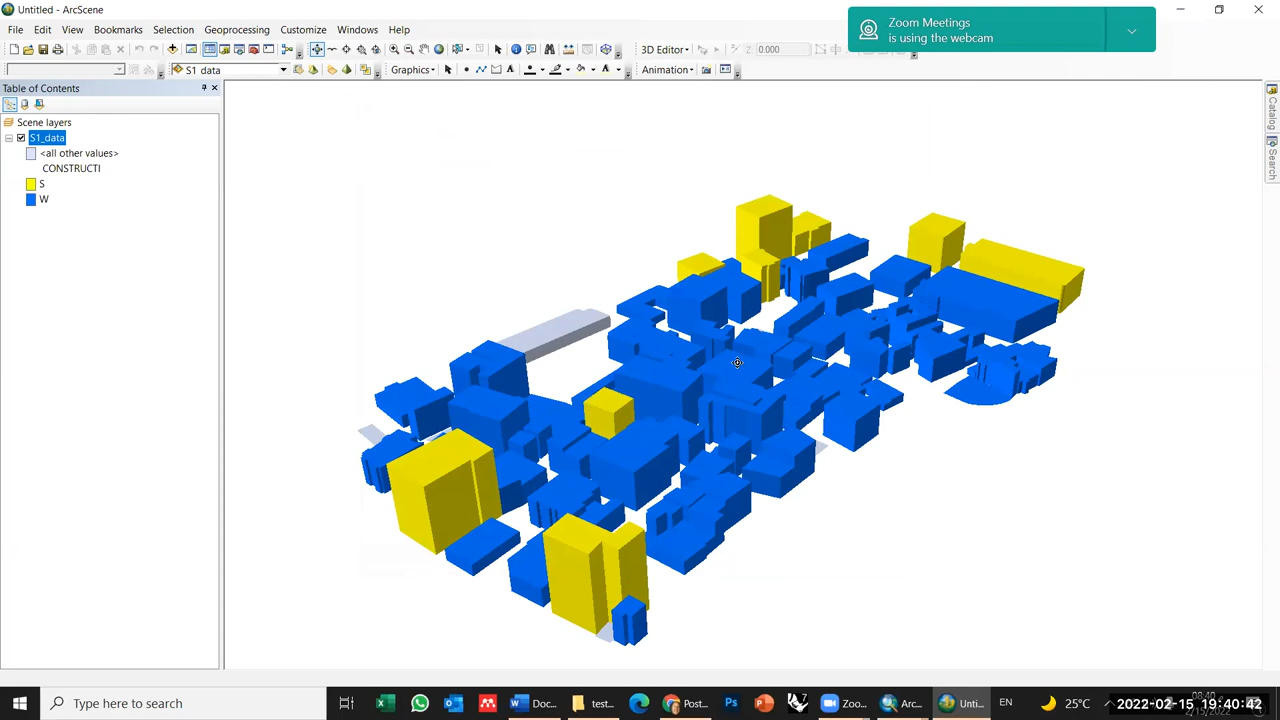 Untitled - ArcScene
Zoom Meetings
is using the webcam
File Edit View Bookmarks Selection Geoprocessing Customize Windows Help
3D Editor
0.000
S1 data
Graphics
A
Animation
Table of Contents
Scene layers
S1_data
<all other values>
CONSTRUCTI
S
W
Catalog
Search
Type here to search
Doc...
test...
Post...
Ps
Zoo...
Arc...
Unti...
EN
25°C
2022-02-15 19:40:42